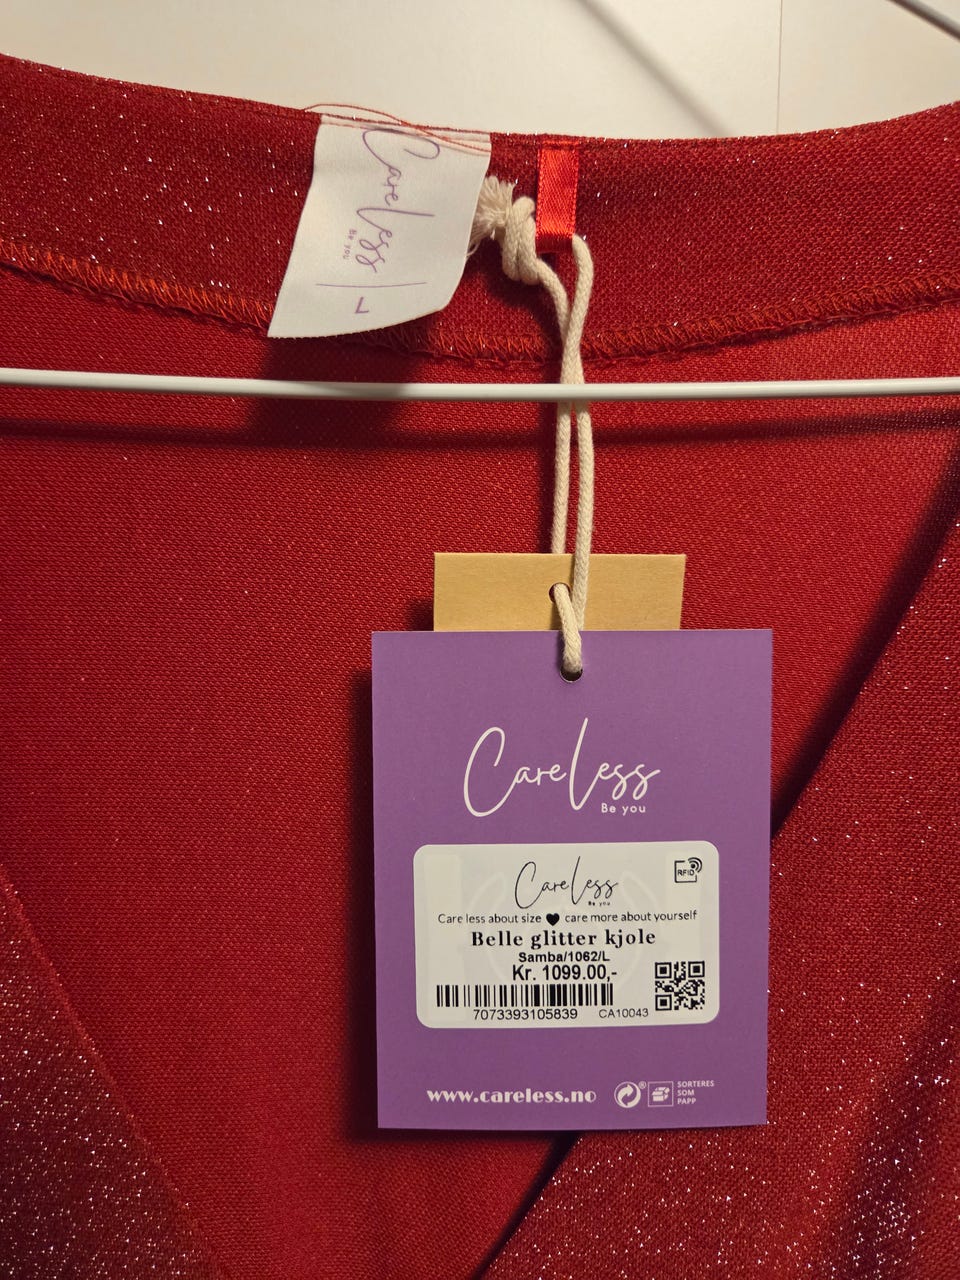 CareLess
Be you
L
CareLess
Be you
CareLess
Be you
RFID
Care less about size care more about yourself
Belle glitter kjole
Samba/1062/L
Kr. 1099.00,-
7073393105839 CA10043
www.careless.no
SORTERES
SOM
PAPP